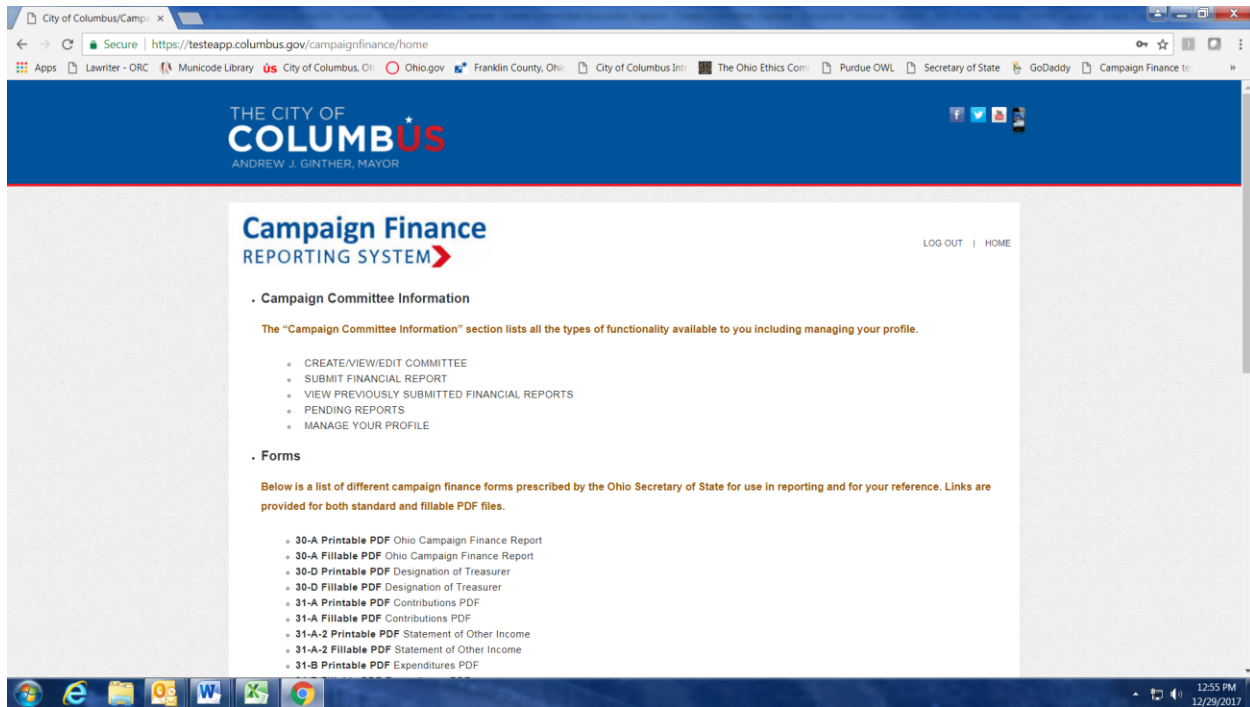 City of Columbus/Campa
Secure | https://testeapp.columbus.gov/campaignfinance/home
Apps Lawriter - ORC Municode Library City of Columbus, Oh Ohio.gov Franklin County, Ohio City of Columbus Intr The Ohio Ethics Com Purdue OWL Secretary of State GoDaddy Campaign Finance te »
THE CITY OF
COLUMBUS
ANDREW J. GINTHER, MAYOR
Campaign Finance
REPORTING SYSTEM
LOG OUT | HOME
Campaign Committee Information
The “Campaign Committee Information” section lists all the types of functionality available to you including managing your profile.
CREATE/VIEW/EDIT COMMITTEE
SUBMIT FINANCIAL REPORT
VIEW PREVIOUSLY SUBMITTED FINANCIAL REPORTS
PENDING REPORTS
MANAGE YOUR PROFILE
Forms
Below is a list of different campaign finance forms prescribed by the Ohio Secretary of State for use in reporting and for your reference. Links are
provided for both standard and fillable PDF files.
30-A Printable PDF Ohio Campaign Finance Report
30-A Fillable PDF Ohio Campaign Finance Report
30-D Printable PDF Designation of Treasurer
30-D Fillable PDF Designation of Treasurer
31-A Printable PDF Contributions PDF
31-A Fillable PDF Contributions PDF
31-A-2 Printable PDF Statement of Other Income
31-A-2 Fillable PDF Statement of Other Income
31-B Printable PDF Expenditures PDF
12:55 PM
12/29/2017